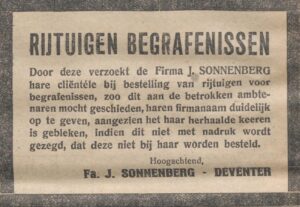 RIJTUIGEN BEGRAFENISSEN
Door deze verzoekt de Firma J. SONNENBERG
hare cliëntéle bij bestelling van rijtuigen voor
begrafenissen, zoo dit aan de betrokken ambte-
naren mocht geschieden, haren firmanaam duidelijk
op te geven, aangezien het haar herhaalde keeren
is gebleken, indien dit niet met nadruk wordt
gezegd, dat deze niet bij haar worden besteld.
Hoogachtend,
Fa. J. SONNENBERG - DEVENTER